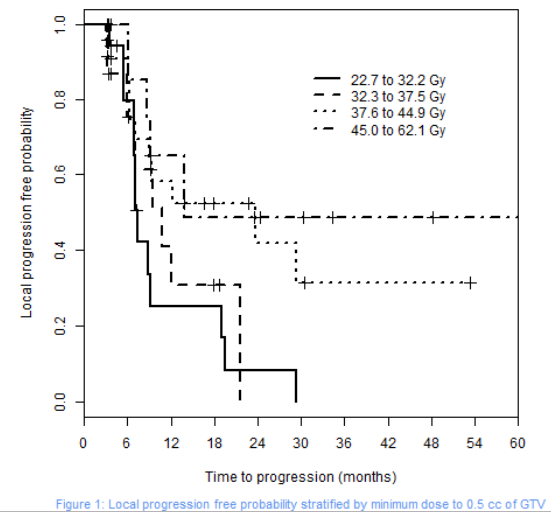 22.7 to 32.2 Gy
32.3 to 37.5 Gy
37.6 to 44.9 Gy
45.0 to 62.1 Gy
Local progression free probability
1.0
0.8
0.6
0.4
0.2
0.0
0 6 12 18 24 30 36 42 48 54 60
Time to progression (months)
Figure 1: Local progression free probability stratified by minimum dose to 0.5 cc of GTV